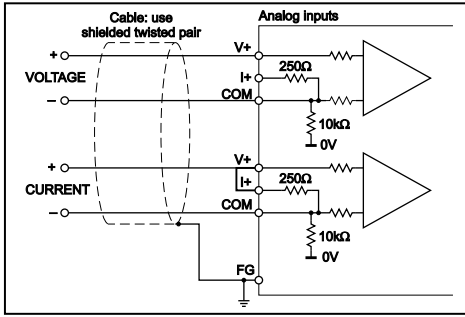 Cable: use
shielded twisted pair
Analog inputs
+
V+
VOLTAGE
I+
250Ω
−
COM
10kΩ
0V
+
V+
CURRENT
I+
250Ω
−
COM
10kΩ
0V
FG